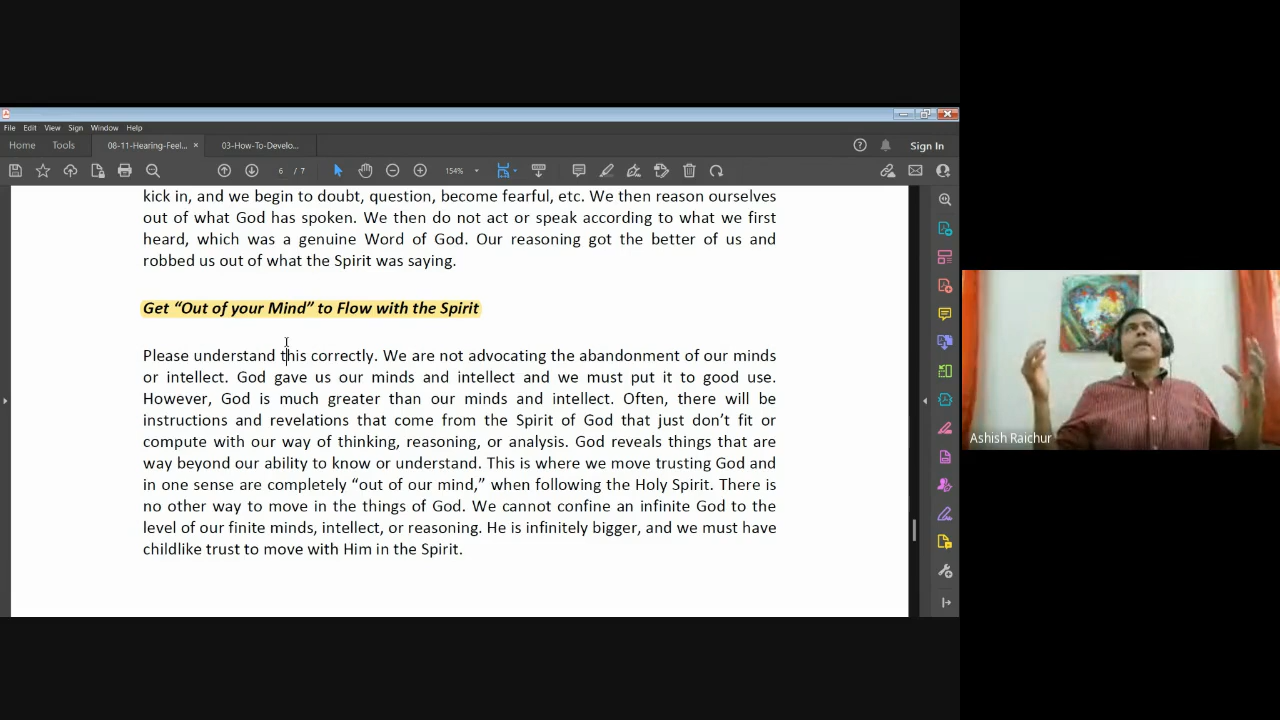 File Edit View Sign Window Help
Home Tools 08-11-Hearing-Feel... × 03-How-To-Develo... Sign In
6 / 7 154%
kick in, and we begin to doubt, question, become fearful, etc. We then reason ourselves
out of what God has spoken. We then do not act or speak according to what we first
heard, which was a genuine Word of God. Our reasoning got the better of us and
robbed us out of what the Spirit was saying.
Get “Out of your Mind” to Flow with the Spirit
Please understand this correctly. We are not advocating the abandonment of our minds
or intellect. God gave us our minds and intellect and we must put it to good use.
However, God is much greater than our minds and intellect. Often, there will be
instructions and revelations that come from the Spirit of God that just don’t fit or
compute with our way of thinking, reasoning, or analysis. God reveals things that are
way beyond our ability to know or understand. This is where we move trusting God and
in one sense are completely “out of our mind,” when following the Holy Spirit. There is
no other way to move in the things of God. We cannot confine an infinite God to the
level of our finite minds, intellect, or reasoning. He is infinitely bigger, and we must have
childlike trust to move with Him in the Spirit.
Ashish Raichur